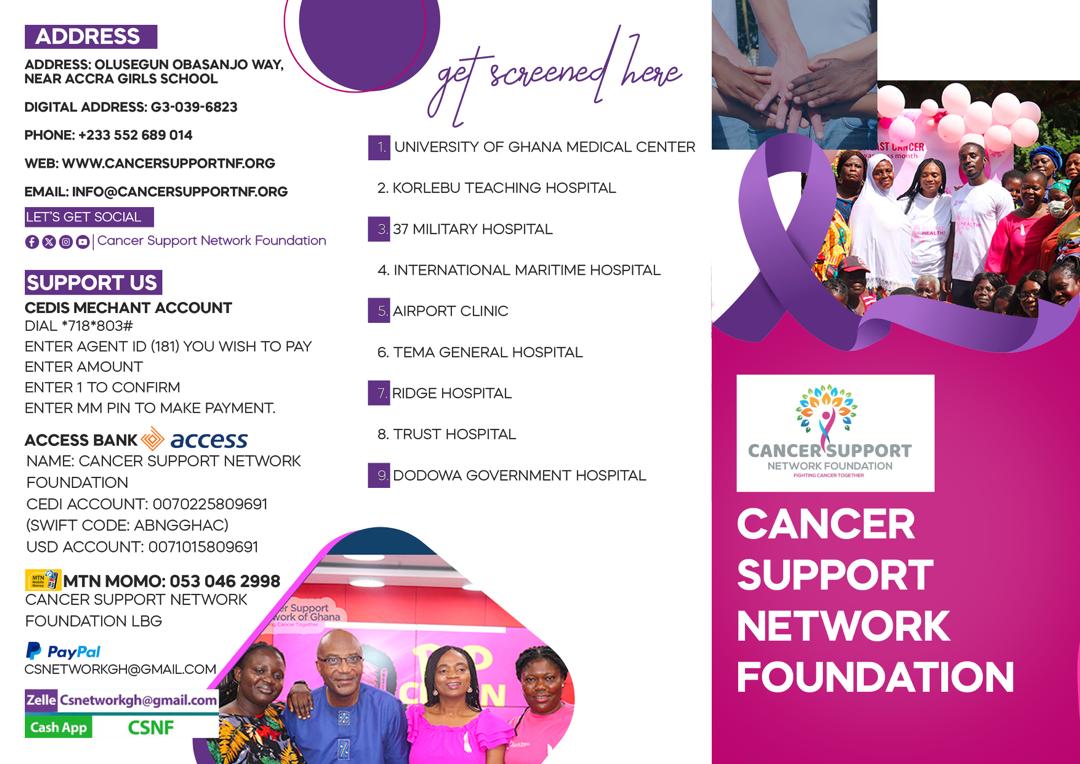 ADDRESS
ADDRESS: OLUSEGUN OBASANJO WAY,
NEAR ACCRA GIRLS SCHOOL
DIGITAL ADDRESS: G3-039-6823
PHONE: +233 552 689 014
WEB: WWW.CANCERSUPPORTNF.ORG
EMAIL: INFO@CANCERSUPPORTNF.ORG
LET'S GET SOCIAL
Cancer Support Network Foundation
SUPPORT US
CEDIS MECHANT ACCOUNT
DIAL *718*803#
ENTER AGENT ID (181) YOU WISH TO PAY
ENTER AMOUNT
ENTER 1 TO CONFIRM
ENTER MM PIN TO MAKE PAYMENT.
ACCESS BANK access
NAME: CANCER SUPPORT NETWORK
FOUNDATION
CEDI ACCOUNT: 0070225809691
(SWIFT CODE: ABNGGHAC)
USD ACCOUNT: 0071015809691
MTN MOMO: 053 046 2998
CANCER SUPPORT NETWORK
FOUNDATION LBG
PayPal
CSNETWORKGH@GMAIL.COM
Zelle Csnetworkgh@gmail.com
Cash App CSNF
get screened here
1. UNIVERSITY OF GHANA MEDICAL CENTER
2. KORLEBU TEACHING HOSPITAL
3. 37 MILITARY HOSPITAL
4. INTERNATIONAL MARITIME HOSPITAL
5. AIRPORT CLINIC
6. TEMA GENERAL HOSPITAL
7. RIDGE HOSPITAL
8. TRUST HOSPITAL
9. DODOWA GOVERNMENT HOSPITAL
er Support
work of Ghana
CANCER
month
CANCER SUPPORT
NETWORK FOUNDATION
FIGHTING CANCER TOGETHER
CANCER
SUPPORT
NETWORK
FOUNDATION